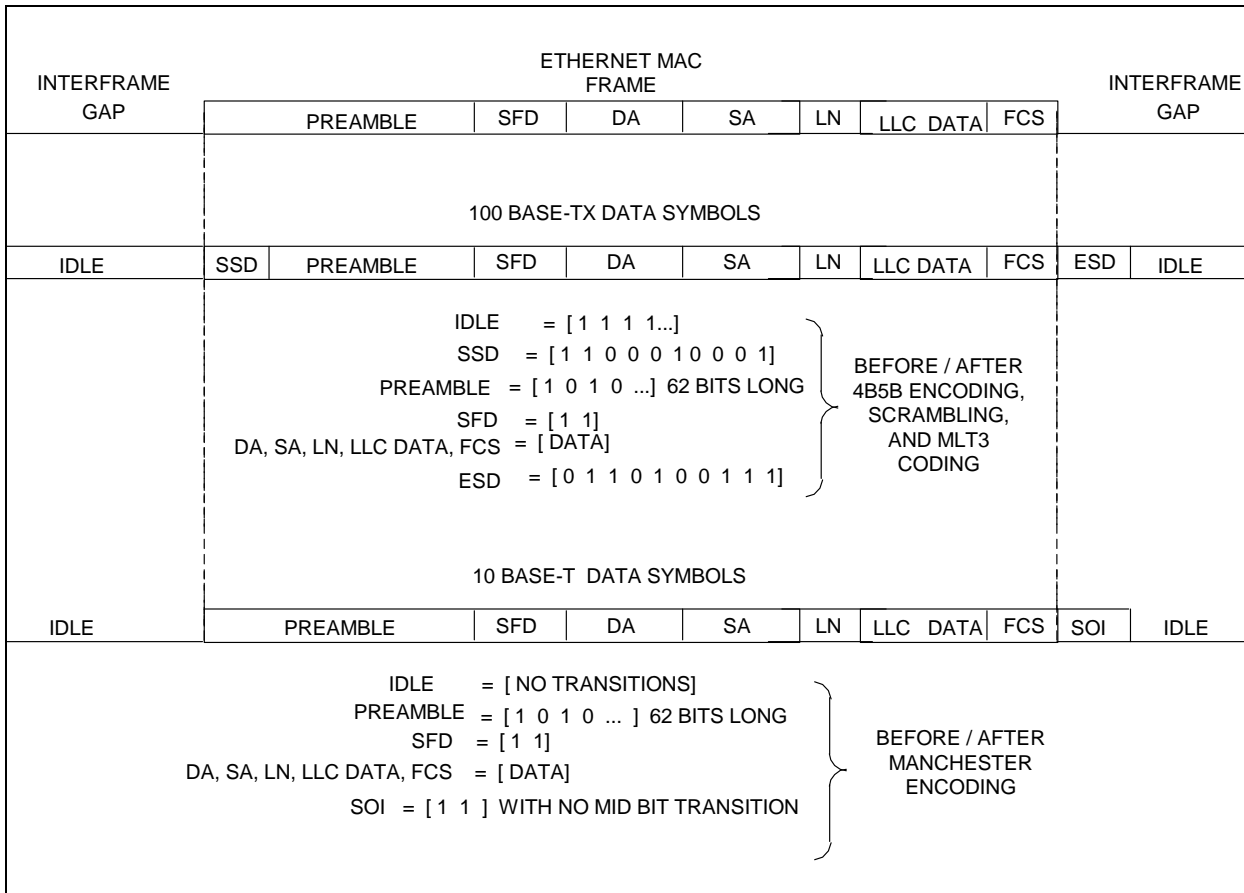 ETHERNET MAC
FRAME
INTERFRAME
GAP
INTERFRAME
GAP
PREAMBLE SFD DA SA LN LLC DATA FCS
100 BASE-TX DATA SYMBOLS
IDLE SSD PREAMBLE SFD DA SA LN LLC DATA FCS ESD IDLE
IDLE = [ 1 1 1 1...]
SSD = [ 1 1 0 0 0 1 0 0 0 1]
PREAMBLE = [ 1 0 1 0 ...] 62 BITS LONG
SFD = [ 1 1]
DA, SA, LN, LLC DATA, FCS = [ DATA]
ESD = [ 0 1 1 0 1 0 0 1 1 1]
BEFORE / AFTER
4B5B ENCODING,
SCRAMBLING,
AND MLT3
CODING
10 BASE-T DATA SYMBOLS
IDLE PREAMBLE SFD DA SA LN LLC DATA FCS SOI IDLE
IDLE = [ NO TRANSITIONS]
PREAMBLE = [ 1 0 1 0 ... ] 62 BITS LONG
SFD = [ 1 1]
DA, SA, LN, LLC DATA, FCS = [ DATA]
SOI = [ 1 1 ] WITH NO MID BIT TRANSITION
BEFORE / AFTER
MANCHESTER
ENCODING